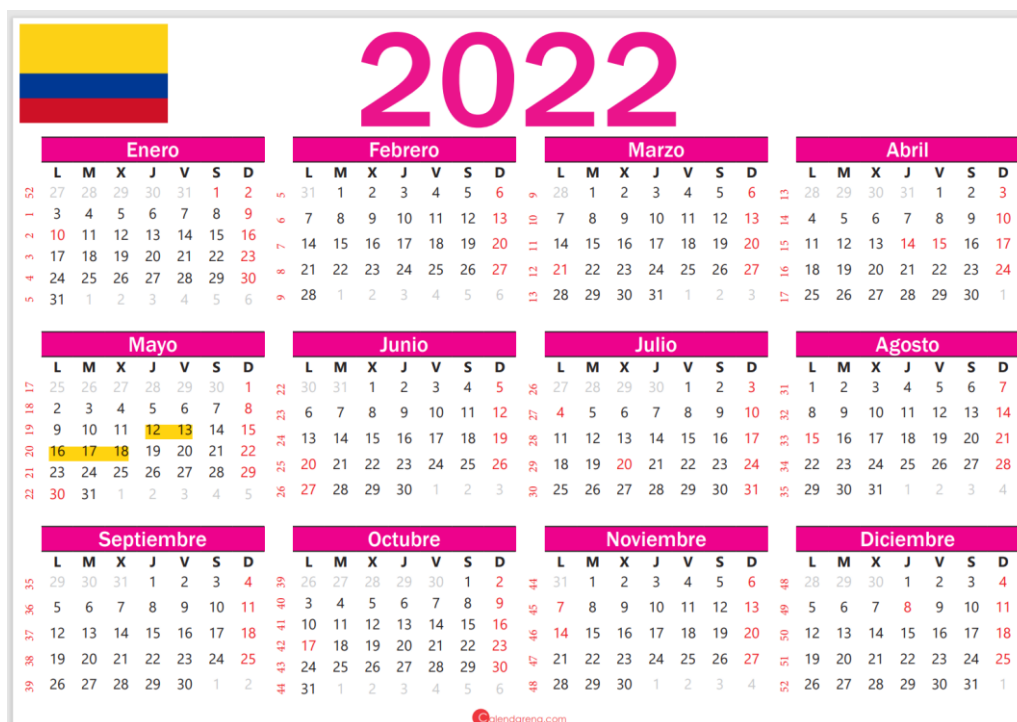 2022
Enero
L M X J V S D
52 27 28 29 30 31 1 2
1 3 4 5 6 7 8 9
2 10 11 12 13 14 15 16
3 17 18 19 20 21 22 23
4 24 25 26 27 28 29 30
5 31 1 2 3 4 5 6
Febrero
L M X J V S D
5 31 1 2 3 4 5 6
6 7 8 9 10 11 12 13
7 14 15 16 17 18 19 20
8 21 22 23 24 25 26 27
9 28 1 2 3 4 5 6
Marzo
L M X J V S D
9 28 1 2 3 4 5 6
10 7 8 9 10 11 12 13
11 14 15 16 17 18 19 20
12 21 22 23 24 25 26 27
13 28 29 30 31 1 2 3
Abril
L M X J V S D
13 28 29 30 31 1 2 3
14 4 5 6 7 8 9 10
15 11 12 13 14 15 16 17
16 18 19 20 21 22 23 24
17 25 26 27 28 29 30 1
Mayo
L M X J V S D
17 25 26 27 28 29 30 1
18 2 3 4 5 6 7 8
19 9 10 11 12 13 14 15
20 16 17 18 19 20 21 22
21 23 24 25 26 27 28 29
22 30 31 1 2 3 4 5
Junio
L M X J V S D
22 30 31 1 2 3 4 5
23 6 7 8 9 10 11 12
24 13 14 15 16 17 18 19
25 20 21 22 23 24 25 26
26 27 28 29 30 1 2 3
Julio
L M X J V S D
26 27 28 29 30 1 2 3
27 4 5 6 7 8 9 10
28 11 12 13 14 15 16 17
29 18 19 20 21 22 23 24
30 25 26 27 28 29 30 31
Agosto
L M X J V S D
31 1 2 3 4 5 6 7
32 8 9 10 11 12 13 14
33 15 16 17 18 19 20 21
34 22 23 24 25 26 27 28
35 29 30 31 1 2 3 4
Septiembre
L M X J V S D
35 29 30 31 1 2 3 4
36 5 6 7 8 9 10 11
37 12 13 14 15 16 17 18
38 19 20 21 22 23 24 25
39 26 27 28 29 30 1 2
Octubre
L M X J V S D
39 26 27 28 29 30 1 2
40 3 4 5 6 7 8 9
41 10 11 12 13 14 15 16
42 17 18 19 20 21 22 23
43 24 25 26 27 28 29 30
44 31 1 2 3 4 5 6
Noviembre
L M X J V S D
44 31 1 2 3 4 5 6
45 7 8 9 10 11 12 13
46 14 15 16 17 18 19 20
47 21 22 23 24 25 26 27
48 28 29 30 1 2 3 4
Diciembre
L M X J V S D
48 28 29 30 1 2 3 4
49 5 6 7 8 9 10 11
50 12 13 14 15 16 17 18
51 19 20 21 22 23 24 25
52 26 27 28 29 30 31 1
Calendarena.com